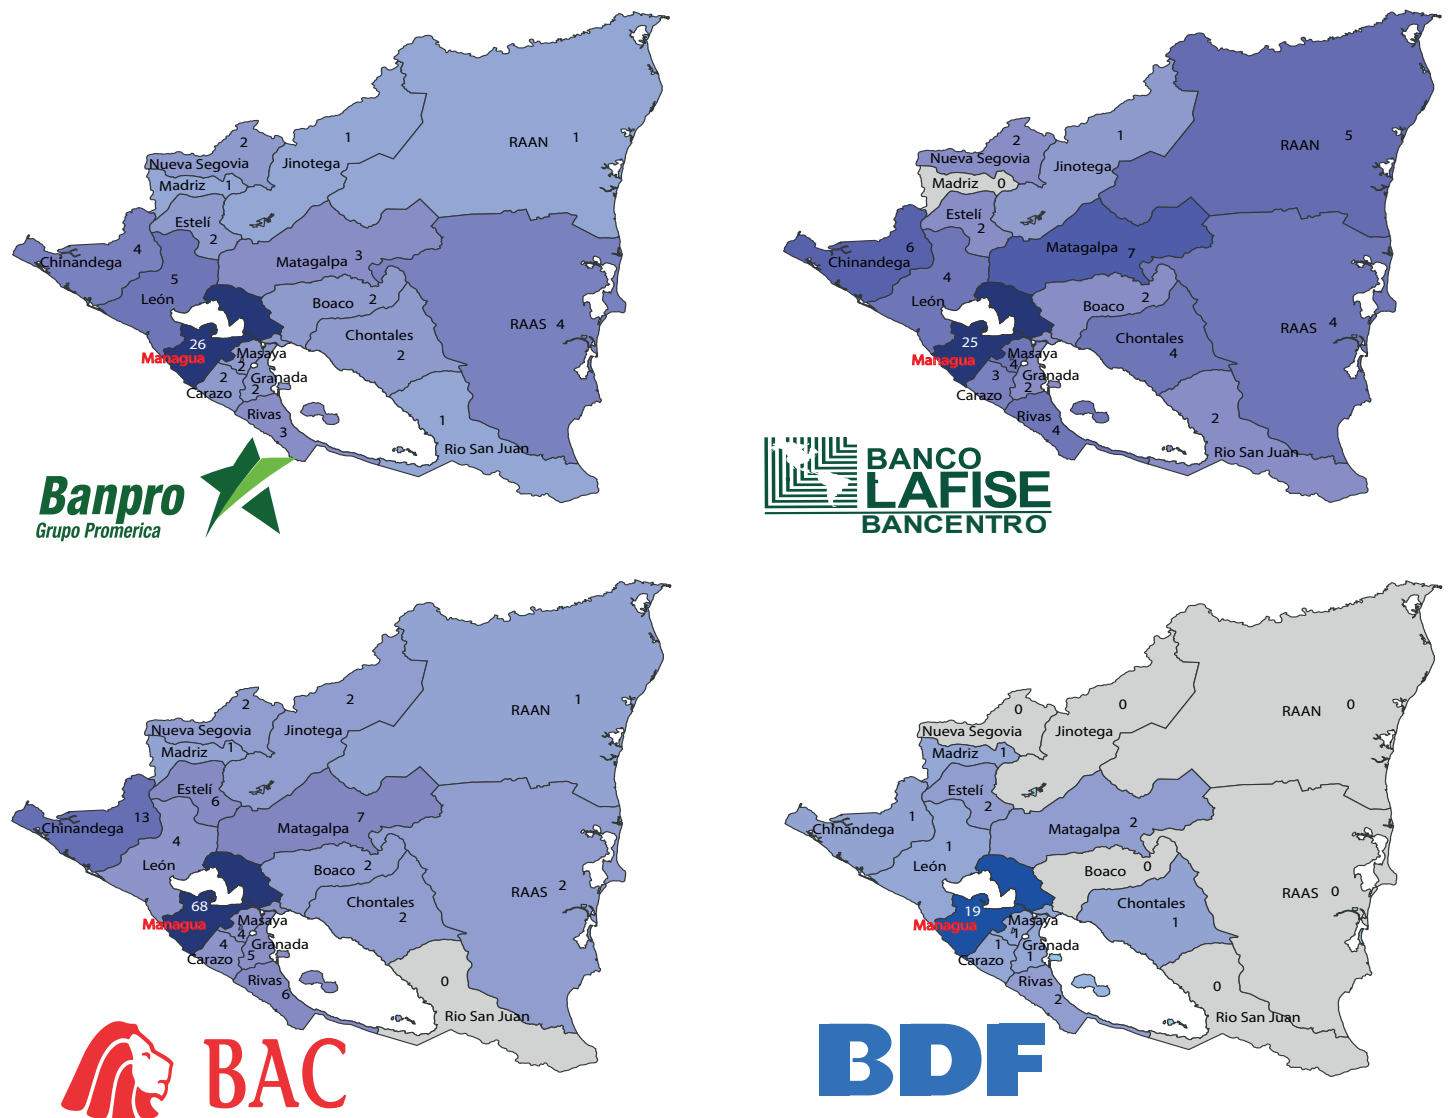 2
1
RAAN 1
Nueva Segovia
Jinotega
Madriz 1
Estelí
2
4
Chinandega
Matagalpa 3
5
León
Boaco 2
RAAS 4
Chontales
2
26
Managua
Masaya
2
2
Granada
2
Carazo
Rivas
3
1
Rio San Juan
Banpro
Grupo Promerica
2
1
RAAN 5
Nueva Segovia
Jinotega
Madriz 0
Estelí
2
6
Chinandega
Matagalpa 7
4
León
Boaco 2
RAAS 4
Chontales
4
25
Managua
Masaya
4
3
Granada
2
Carazo
Rivas
4
2
Rio San Juan
BANCO
LAFISE
BANCENTRO
2
2
RAAN 1
Nueva Segovia
Jinotega
Madriz 1
Estelí
6
13
Chinandega
Matagalpa 7
4
León
Boaco 2
RAAS 2
Chontales
2
68
Managua
Masaya
4
4
Granada
5
Carazo
Rivas
6
0
Rio San Juan
BAC
0
0
RAAN 0
Nueva Segovia
Jinotega
Madriz 1
Estelí
2
1
Chinandega
Matagalpa 2
1
León
Boaco 0
RAAS 0
Chontales
1
19
Managua
Masaya
1
1
Granada
1
Carazo
Rivas
2
0
Rio San Juan
BDF